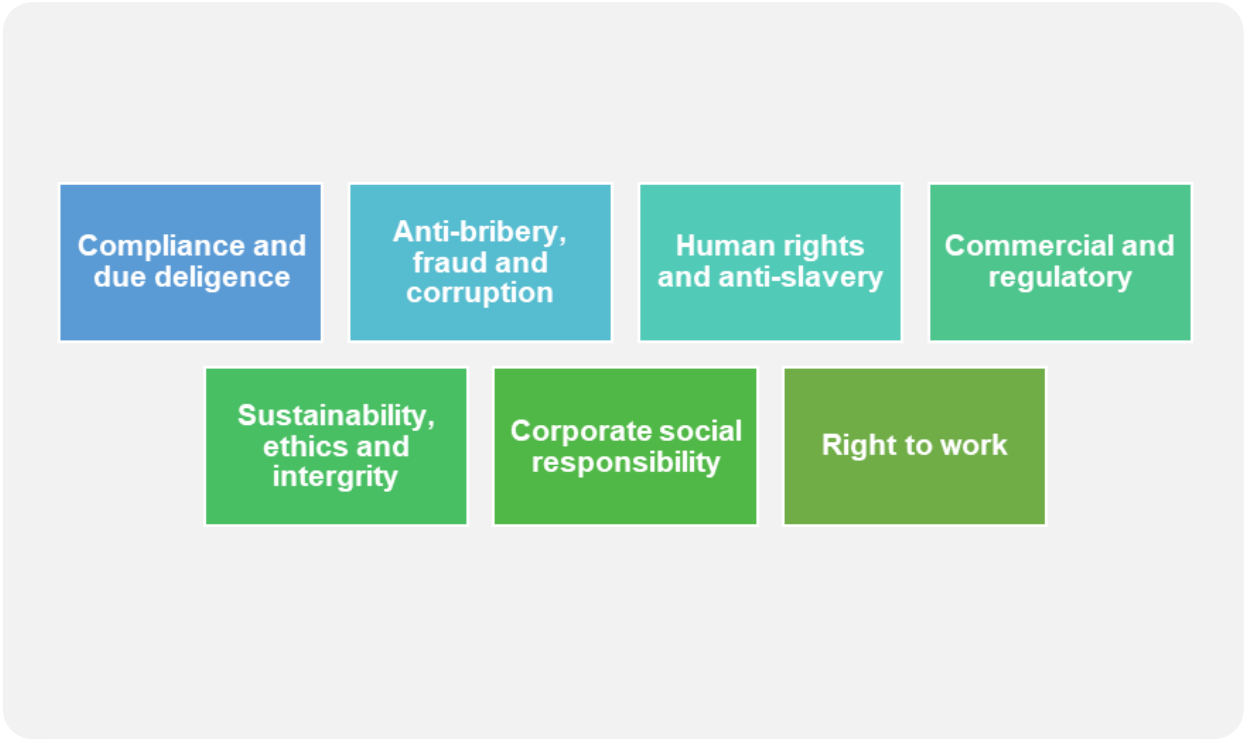 Compliance and
due deligence
Anti-bribery,
fraud and
corruption
Human rights
and anti-slavery
Commercial and
regulatory
Sustainability,
ethics and
intergrity
Corporate social
responsibility
Right to work